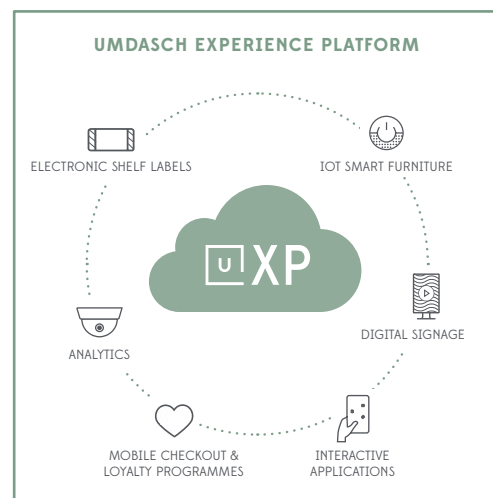 UMDASCH EXPERIENCE PLATFORM
ELECTRONIC SHELF LABELS
IOT SMART FURNITURE
U XP
DIGITAL SIGNAGE
ANALYTICS
MOBILE CHECKOUT &
LOYALTY PROGRAMMES
INTERACTIVE
APPLICATIONS